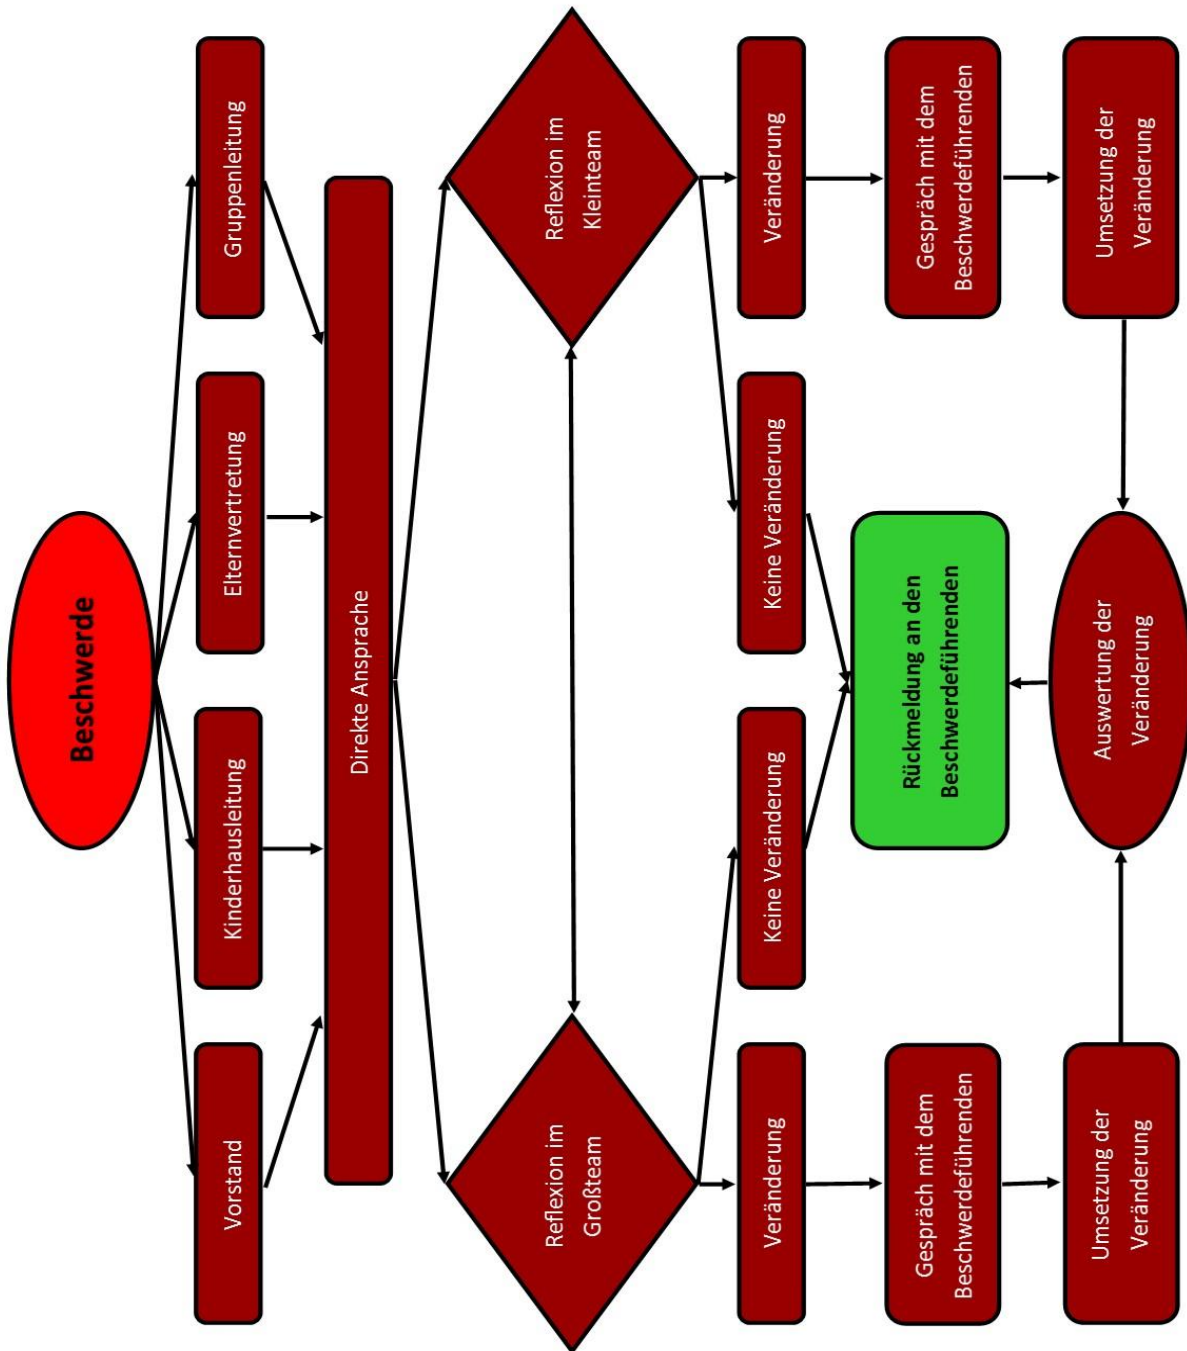 Beschwerde
Vorstand
Kinderhausleitung
Elternvertretung
Gruppenleitung
Direkte Ansprache
Reflexion im
Großteam
Reflexion im
Kleinteam
Veränderung
Keine Veränderung
Keine Veränderung
Veränderung
Gespräch mit dem
Beschwerdeführenden
Rückmeldung an den
Beschwerdeführenden
Gespräch mit dem
Beschwerdeführenden
Umsetzung der
Veränderung
Auswertung der
Veränderung
Umsetzung der
Veränderung